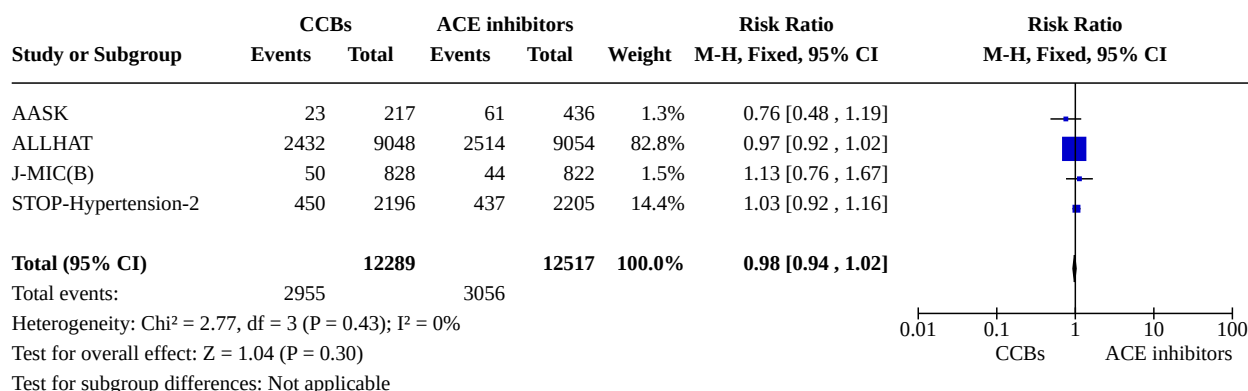 CCBs ACE inhibitors Risk Ratio Risk Ratio
Study or Subgroup Events Total Events Total Weight M-H, Fixed, 95% CI M-H, Fixed, 95% CI
AASK 23 217 61 436 1.3% 0.76 [0.48 , 1.19]
ALLHAT 2432 9048 2514 9054 82.8% 0.97 [0.92 , 1.02]
J-MIC(B) 50 828 44 822 1.5% 1.13 [0.76 , 1.67]
STOP-Hypertension-2 450 2196 437 2205 14.4% 1.03 [0.92 , 1.16]
Total (95% CI) 12289 12517 100.0% 0.98 [0.94 , 1.02]
Total events: 2955 3056
Heterogeneity: Chi² = 2.77, df = 3 (P = 0.43); I² = 0%
0.01 0.1 1 10 100
Test for overall effect: Z = 1.04 (P = 0.30)
CCBs ACE inhibitors
Test for subgroup differences: Not applicable